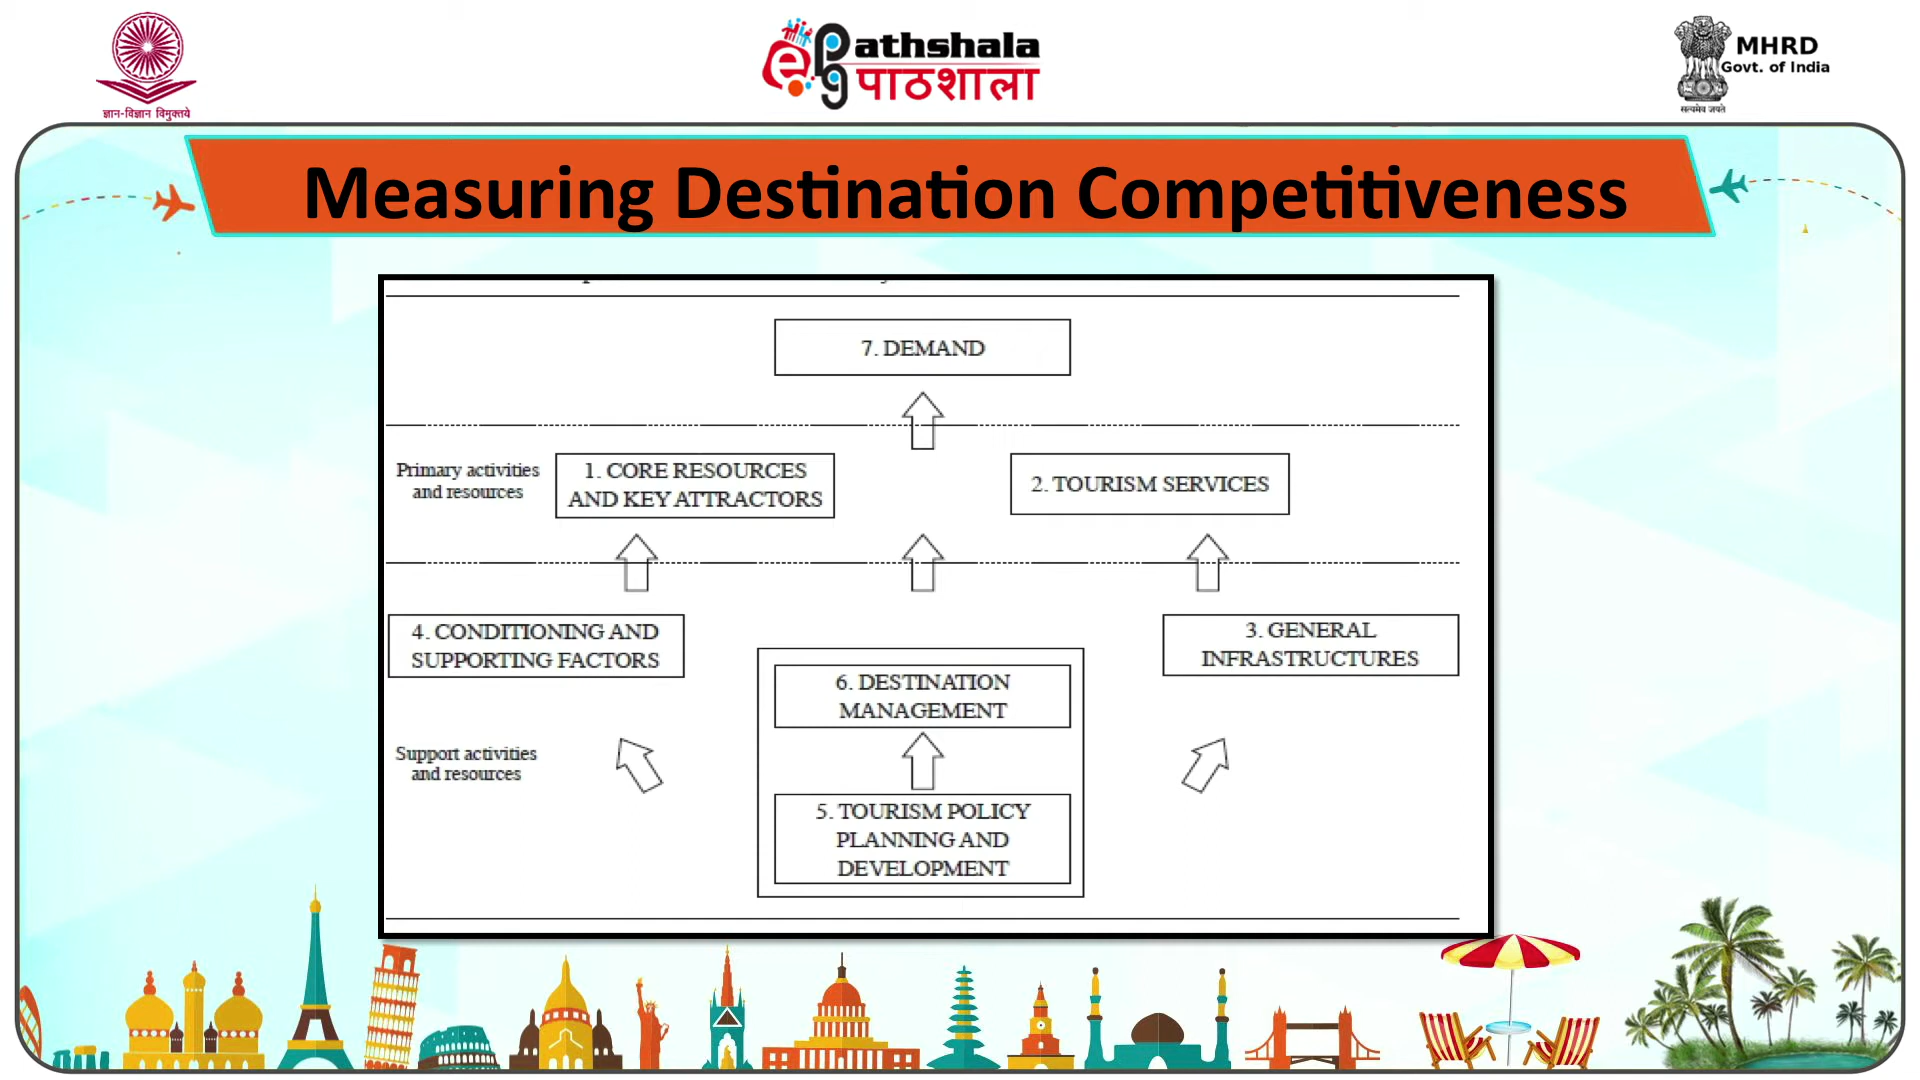 ज्ञान-विज्ञान विमुक्तये
ePG Pathshala
पाठशाला
MHRD
Govt. of India
सत्यमेव जयते
Measuring Destination Competitiveness
7. DEMAND
Primary activities
and resources
1. CORE RESOURCES
AND KEY ATTRACTORS
2. TOURISM SERVICES
4. CONDITIONING AND
SUPPORTING FACTORS
3. GENERAL
INFRASTRUCTURES
6. DESTINATION
MANAGEMENT
Support activities
and resources
5. TOURISM POLICY
PLANNING AND
DEVELOPMENT